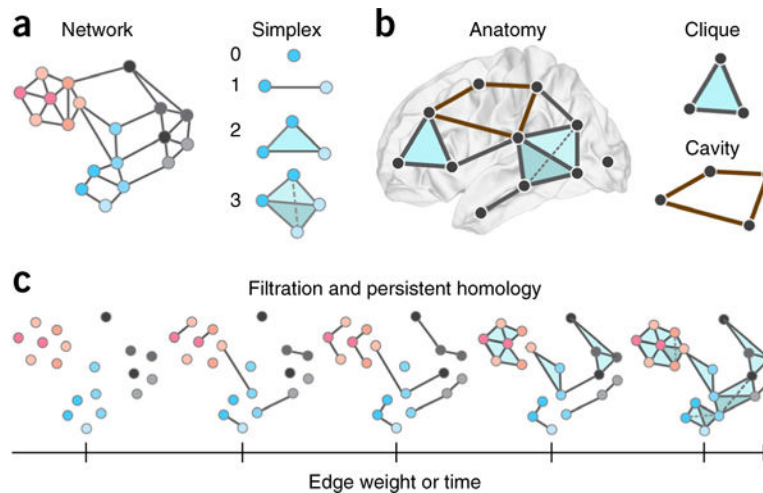 a
Network
Simplex
0
1
2
3
b
Anatomy
Clique
Cavity
c
Filtration and persistent homology
Edge weight or time